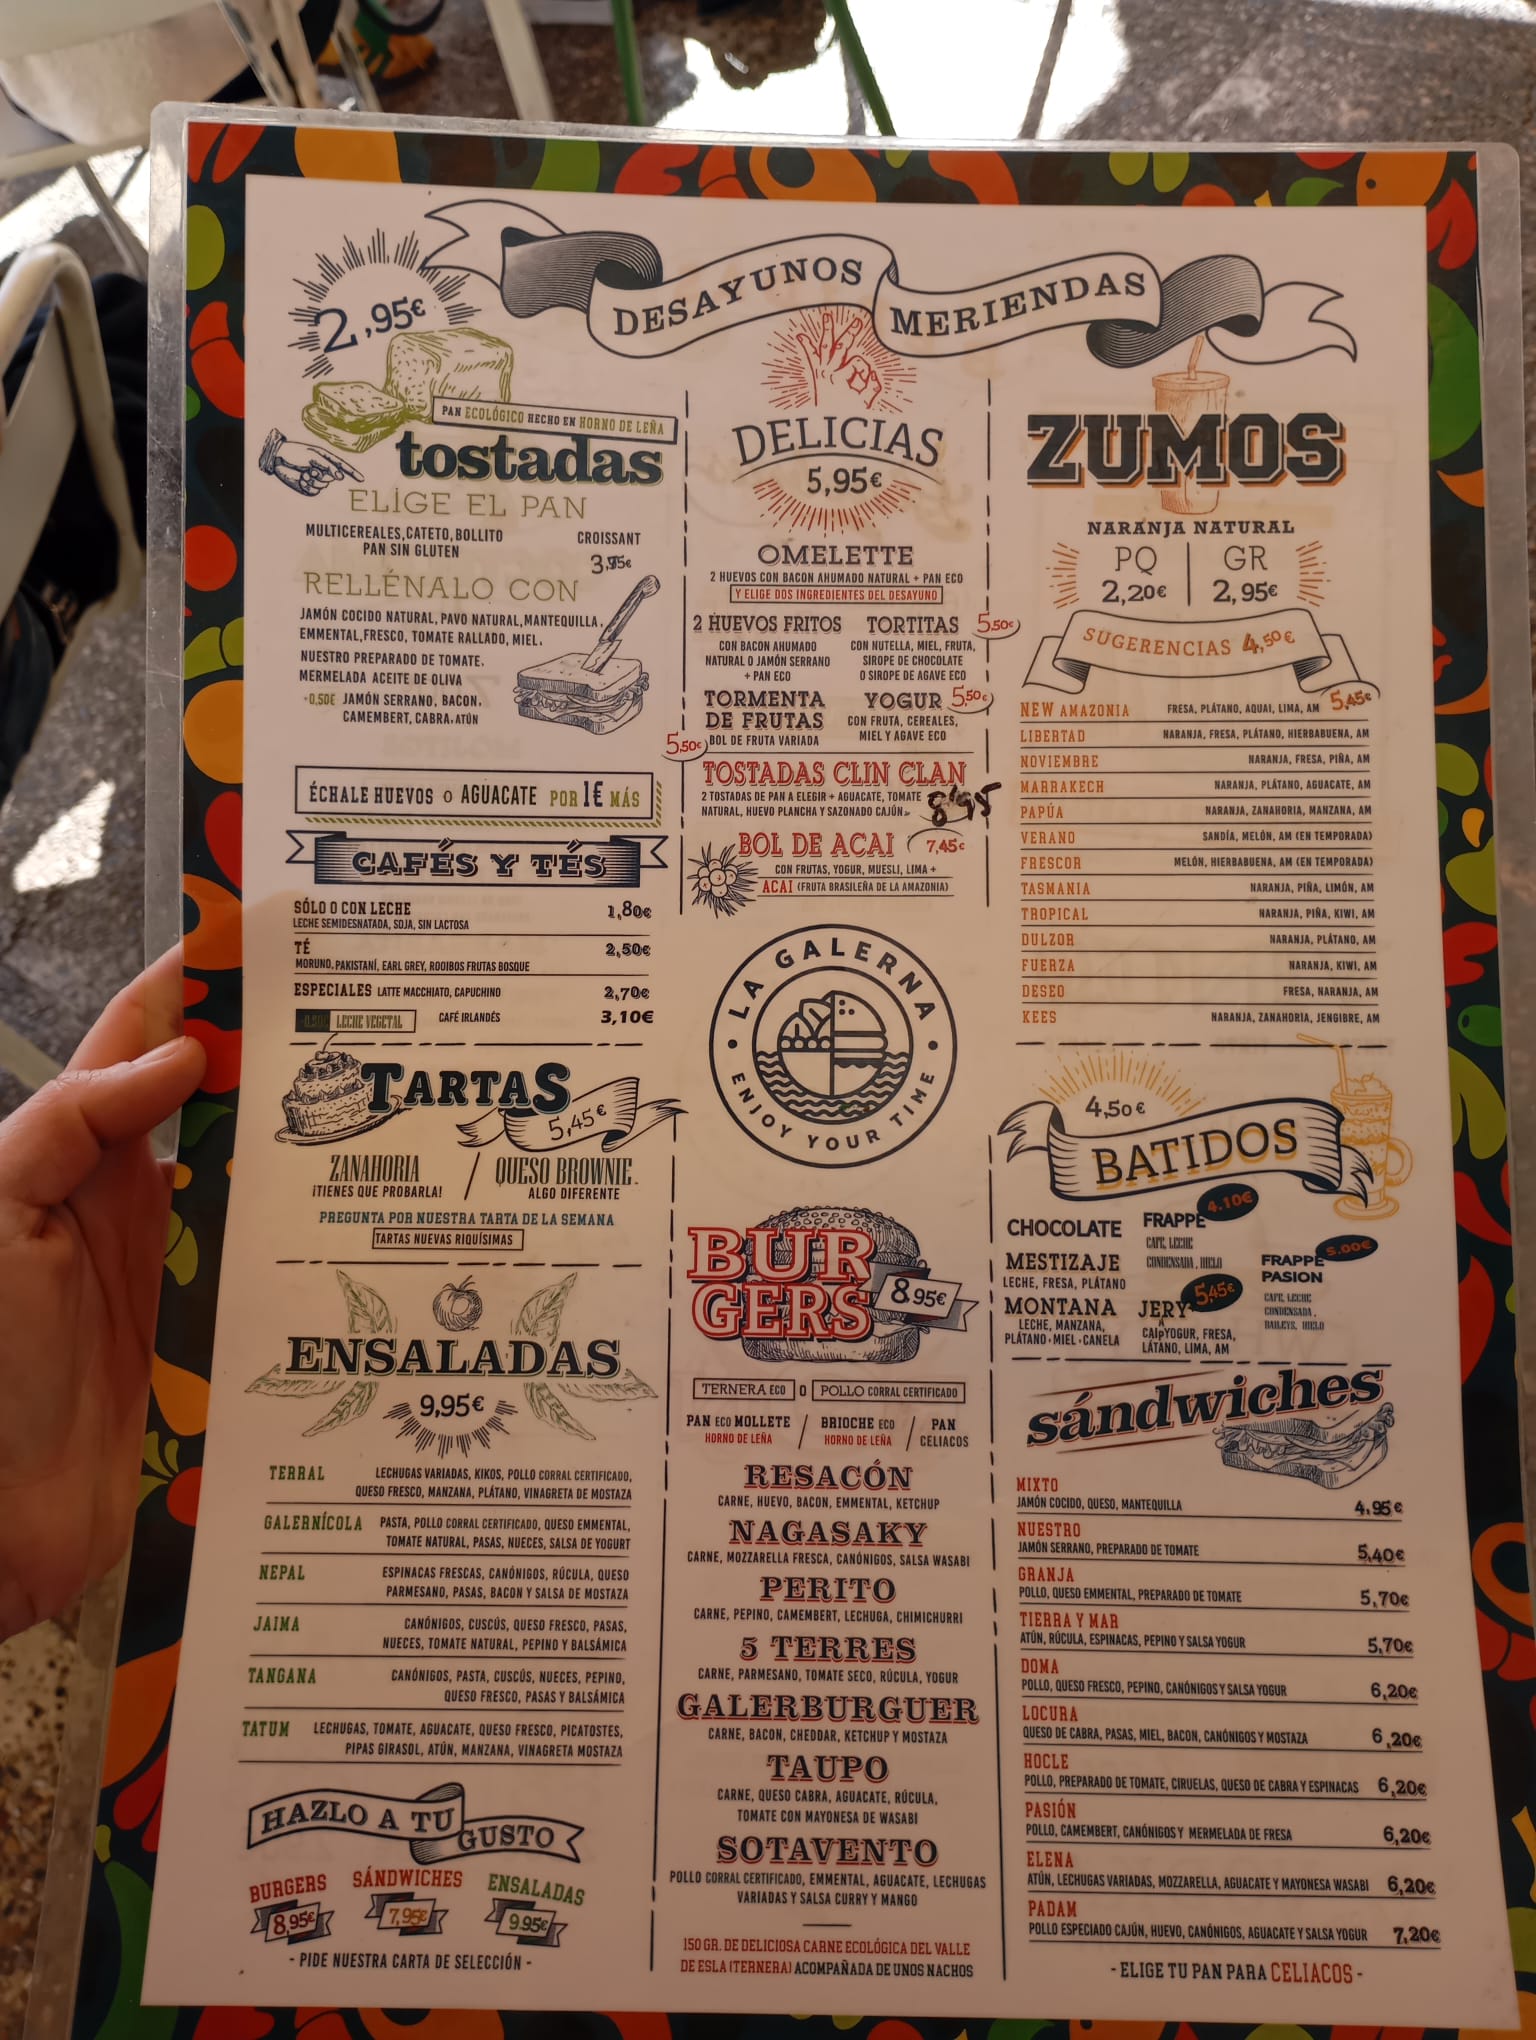 DESAYUNOS
MERIENDAS
2,95€
PAN ECOLÓGICO HECHO EN HORNO DE LEÑA
tostadas
ELIGE EL PAN
MULTICEREALES, CATETO, BOLLITO
PAN SIN GLUTEN
CROISSANT
3,95€
RELLÉNALO CON
JAMÓN COCIDO NATURAL, PAVO NATURAL, MANTEQUILLA,
EMMENTAL, FRESCO, TOMATE RALLADO, MIEL,
NUESTRO PREPARADO DE TOMATE,
MERMELADA ACEITE DE OLIVA
+0,50€ JAMÓN SERRANO, BACON,
CAMEMBERT, CABRA, ATÚN
ÉCHALE HUEVOS O AGUACATE POR 1€ MÁS
CAFÉS Y TÉS
SÓLO O CON LECHE 1,80€
LECHE SEMIDESNATADA, SOJA, SIN LACTOSA
TÉ 2,50€
MORUNO, PAKISTANÍ, EARL GREY, ROOIBOS FRUTAS BOSQUE
ESPECIALES LATTE MACCHIATO, CAPUCHINO 2,70€
LECHE VEGETAL CAFÉ IRLANDÉS 3,10€
TARTAS
5,45€
ZANAHORIA
¡TIENES QUE PROBARLA!
QUESO BROWNIE
ALGO DIFERENTE
PREGUNTA POR NUESTRA TARTA DE LA SEMANA
TARTAS NUEVAS RIQUÍSIMAS
ENSALADAS
9,95€
TERRAL LECHUGAS VARIADAS, KIKOS, POLLO CORRAL CERTIFICADO,
QUESO FRESCO, MANZANA, PLÁTANO, VINAGRETA DE MOSTAZA
GALERNÍCOLA PASTA, POLLO CORRAL CERTIFICADO, QUESO EMMENTAL,
TOMATE NATURAL, PASAS, NUECES, SALSA DE YOGURT
NEPAL ESPINACAS FRESCAS, CANÓNIGOS, RÚCULA, QUESO
PARMESANO, PASAS, BACON Y SALSA DE MOSTAZA
JAIMA CANÓNIGOS, CUSCÚS, QUESO FRESCO, PASAS,
NUECES, TOMATE NATURAL, PEPINO Y BALSÁMICA
TANGANA CANÓNIGOS, PASTA, CUSCÚS, NUECES, PEPINO,
QUESO FRESCO, PASAS Y BALSÁMICA
TATUM LECHUGAS, TOMATE, AGUACATE, QUESO FRESCO, PICATOSTES,
PIPAS GIRASOL, ATÚN, MANZANA, VINAGRETA MOSTAZA
HAZLO A TU
GUSTO
BURGERS SÁNDWICHES ENSALADAS
8,95€ 7,95€ 9,95€
- PIDE NUESTRA CARTA DE SELECCIÓN -
DELICIAS
5,95€
OMELETTE
2 HUEVOS CON BACON AHUMADO NATURAL + PAN ECO
Y ELIGE DOS INGREDIENTES DEL DESAYUNO
2 HUEVOS FRITOS
CON BACON AHUMADO
NATURAL O JAMÓN SERRANO
+ PAN ECO
TORTITAS 5,50€
CON NUTELLA, MIEL, FRUTA,
SIROPE DE CHOCOLATE
O SIROPE DE AGAVE ECO
TORMENTA
DE FRUTAS
BOL DE FRUTA VARIADA
5,50€
YOGUR 5,50€
CON FRUTA, CEREALES,
MIEL Y AGAVE ECO
TOSTADAS CLIN CLAN
2 TOSTADAS DE PAN A ELEGIR + AGUACATE, TOMATE
NATURAL, HUEVO PLANCHA Y SAZONADO CAJÚN
8'45
BOL DE ACAI 7,45€
CON FRUTAS, YOGUR, MUESLI, LIMA +
ACAI (FRUTA BRASILEÑA DE LA AMAZONIA)
LA GALERNA
ENJOY YOUR TIME
BUR
GERS
8,95€
TERNERA ECO O POLLO CORRAL CERTIFICADO
PAN ECO MOLLETE / BRIOCHE ECO / PAN
HORNO DE LEÑA HORNO DE LEÑA CELIACOS
RESACÓN
CARNE, HUEVO, BACON, EMMENTAL, KETCHUP
NAGASAKY
CARNE, MOZZARELLA FRESCA, CANÓNIGOS, SALSA WASABI
PERITO
CARNE, PEPINO, CAMEMBERT, LECHUGA, CHIMICHURRI
5 TERRES
CARNE, PARMESANO, TOMATE SECO, RÚCULA, YOGUR
GALERBURGUER
CARNE, BACON, CHEDDAR, KETCHUP Y MOSTAZA
TAUPO
CARNE, QUESO CABRA, AGUACATE, RÚCULA,
TOMATE CON MAYONESA DE WASABI
SOTAVENTO
POLLO CORRAL CERTIFICADO, EMMENTAL, AGUACATE, LECHUGAS
VARIADAS Y SALSA CURRY Y MANGO
150 GR. DE DELICIOSA CARNE ECOLÓGICA DEL VALLE
DE ESLA (TERNERA) ACOMPAÑADA DE UNOS NACHOS
ZUMOS
NARANJA NATURAL
PQ GR
2,20€ 2,95€
SUGERENCIAS 4,50€
NEW AMAZONIA FRESA, PLÁTANO, AQUAI, LIMA, AM 5,45€
LIBERTAD NARANJA, FRESA, PLÁTANO, HIERBABUENA, AM
NOVIEMBRE NARANJA, FRESA, PIÑA, AM
MARRAKECH NARANJA, PLÁTANO, AGUACATE, AM
PAPÚA NARANJA, ZANAHORIA, MANZANA, AM
VERANO SANDÍA, MELÓN, AM (EN TEMPORADA)
FRESCOR MELÓN, HIERBABUENA, AM (EN TEMPORADA)
TASMANIA NARANJA, PIÑA, LIMÓN, AM
TROPICAL NARANJA, PIÑA, KIWI, AM
DULZOR NARANJA, PLÁTANO, AM
FUERZA NARANJA, KIWI, AM
DESEO FRESA, NARANJA, AM
KEES NARANJA, ZANAHORIA, JENGIBRE, AM
4,50€
BATIDOS
CHOCOLATE
MESTIZAJE
LECHE, FRESA, PLÁTANO
MONTANA
LECHE, MANZANA,
PLÁTANO + MIEL + CANELA
FRAPPE 4.10€
CAFE, LECHE
CONDENSADA, HIELO
JERY 5,45€
CAIPYOGUR, FRESA,
LÁTANO, LIMA, AM
FRAPPE 5.00€
PASION
CAFE, LECHE
CONDENSADA,
BAILEYS, HIELO
sándwiches
MIXTO
JAMÓN COCIDO, QUESO, MANTEQUILLA 4,95€
NUESTRO
JAMÓN SERRANO, PREPARADO DE TOMATE 5,40€
GRANJA
POLLO, QUESO EMMENTAL, PREPARADO DE TOMATE 5,70€
TIERRA Y MAR
ATÚN, RÚCULA, ESPINACAS, PEPINO Y SALSA YOGUR 5,70€
DOMA
POLLO, QUESO FRESCO, PEPINO, CANÓNIGOS Y SALSA YOGUR 6,20€
LOCURA
QUESO DE CABRA, PASAS, MIEL, BACON, CANÓNIGOS Y MOSTAZA 6,20€
HOCLE
POLLO, PREPARADO DE TOMATE, CIRUELAS, QUESO DE CABRA Y ESPINACAS 6,20€
PASIÓN
POLLO, CAMEMBERT, CANÓNIGOS Y MERMELADA DE FRESA 6,20€
ELENA
ATÚN, LECHUGAS VARIADAS, MOZZARELLA, AGUACATE Y MAYONESA WASABI 6,20€
PADAM
POLLO ESPECIADO CAJÚN, HUEVO, CANÓNIGOS, AGUACATE Y SALSA YOGUR 7,20€
- ELIGE TU PAN PARA CELIACOS -